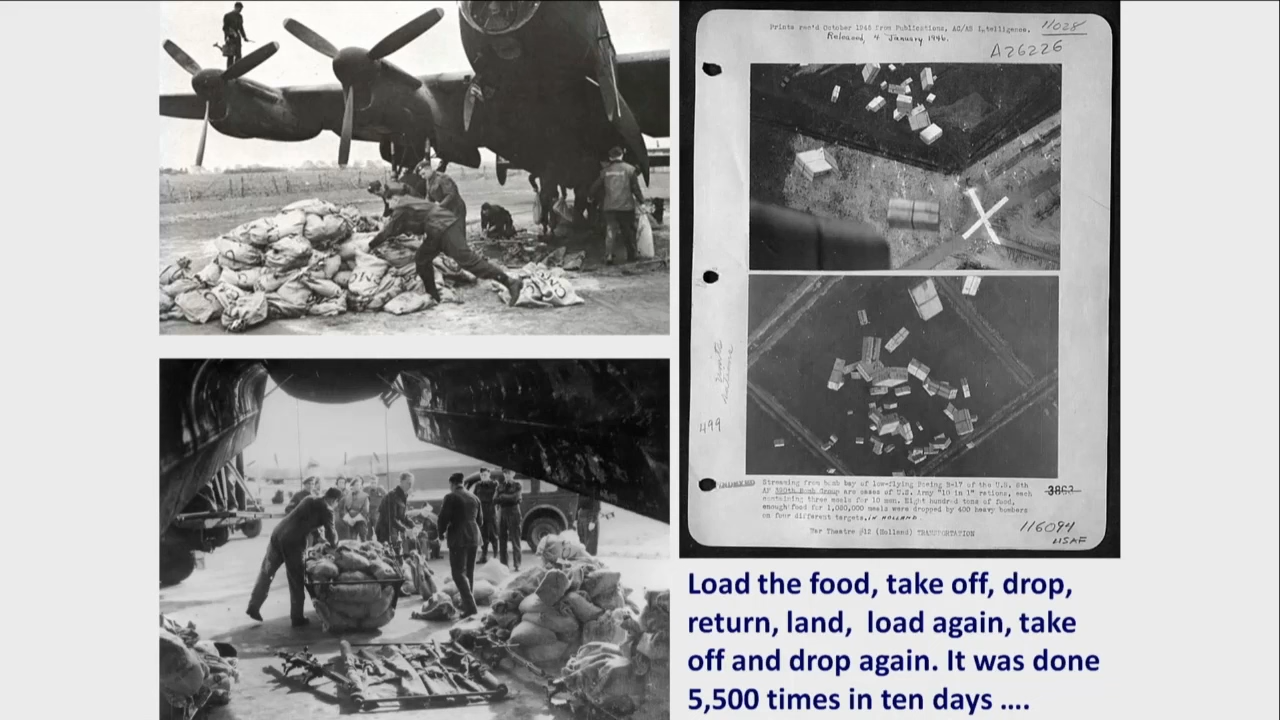 Prints rec'd October 1945 from Publications, AC/AS Intelligence.
Released, 4 January 1946.
11028
A26226
499
Streaming from bomb bay of low-flying Boeing B-17 of the U.S. 8th
AF 390th Bomb Group are cases of U.S. Army "10 in 1" rations, each
containing three meals for 10 men. Eight hundred tons of food,
enough food for 1,080,000 meals were dropped by 400 heavy bombers
on four different targets, IN HOLLAND.
War Theatre #12 (Holland) TRANSPORTATION
3863
116094
USAF
Load the food, take off, drop,
return, land, load again, take
off and drop again. It was done
5,500 times in ten days ....